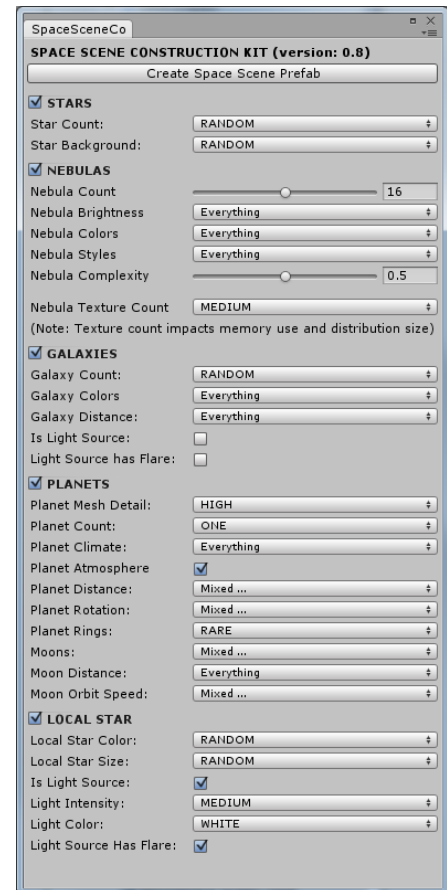 SpaceSceneCo
SPACE SCENE CONSTRUCTION KIT (version: 0.8)
Create Space Scene Prefab
STARS
Star Count: RANDOM
Star Background: RANDOM
NEBULAS
Nebula Count 16
Nebula Brightness Everything
Nebula Colors Everything
Nebula Styles Everything
Nebula Complexity 0.5
Nebula Texture Count MEDIUM
(Note: Texture count impacts memory use and distribution size)
GALAXIES
Galaxy Count: RANDOM
Galaxy Colors Everything
Galaxy Distance: Everything
Is Light Source:
Light Source has Flare:
PLANETS
Planet Mesh Detail: HIGH
Planet Count: ONE
Planet Climate: Everything
Planet Atmosphere
Planet Distance: Mixed ...
Planet Rotation: Mixed ...
Planet Rings: RARE
Moons: Mixed ...
Moon Distance: Everything
Moon Orbit Speed: Mixed ...
LOCAL STAR
Local Star Color: RANDOM
Local Star Size: RANDOM
Is Light Source:
Light Intensity: MEDIUM
Light Color: WHITE
Light Source Has Flare: